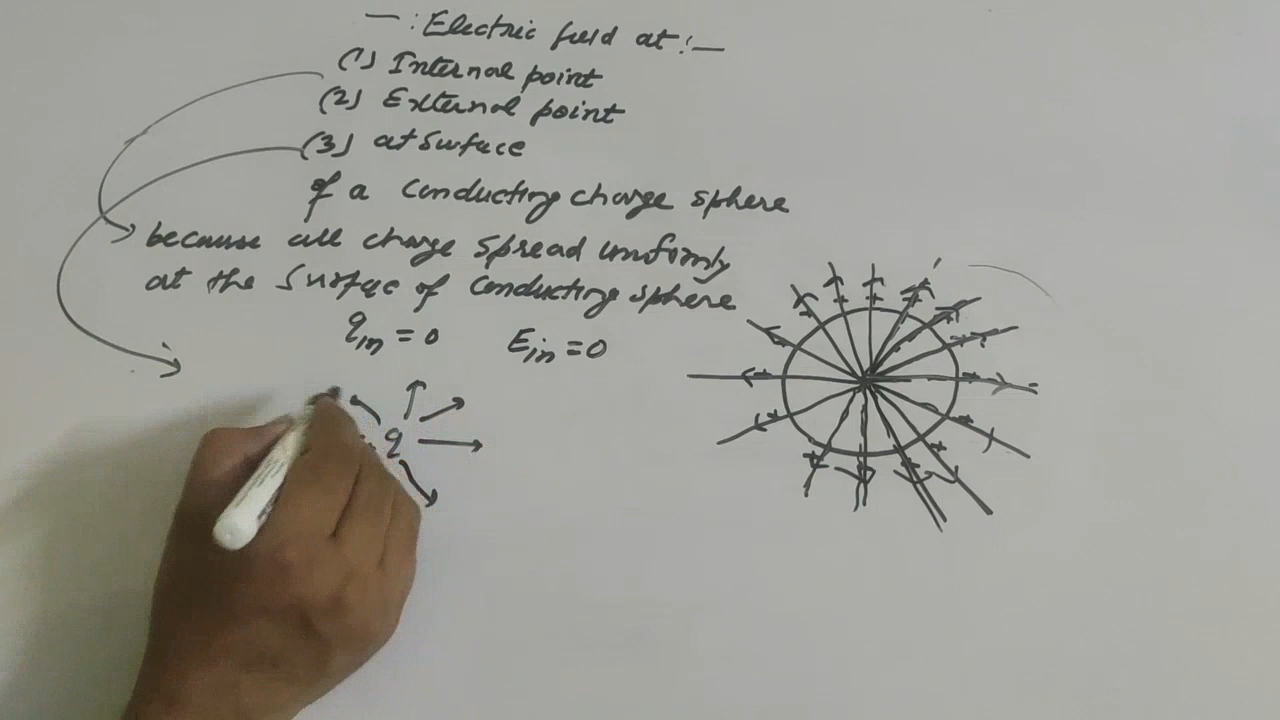 — : Electric field at : —
(1) Internal point
(2) External point
(3) at Surface
of a Conducting charge sphere
because all charge spread uniformly
at the Surface of Conducting sphere
qin = 0 Ein = 0
q